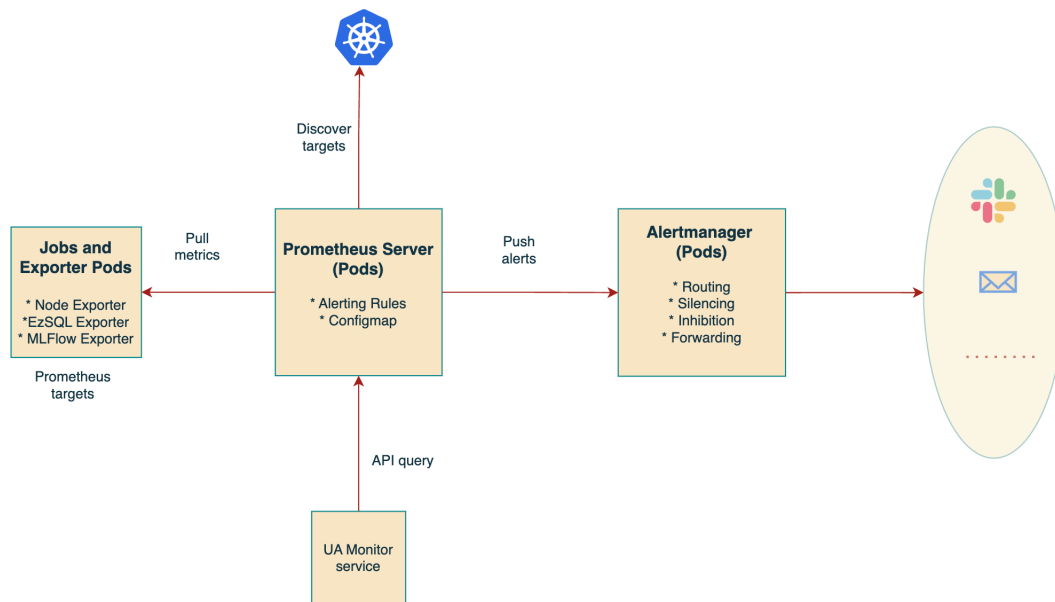 Discover
targets
Jobs and
Exporter Pods
* Node Exporter
*EzSQL Exporter
* MLFlow Exporter
Prometheus
targets
Pull
metrics
Prometheus Server
(Pods)
* Alerting Rules
* Configmap
Push
alerts
Alertmanager
(Pods)
* Routing
* Silencing
* Inhibition
* Forwarding
API query
UA Monitor
service